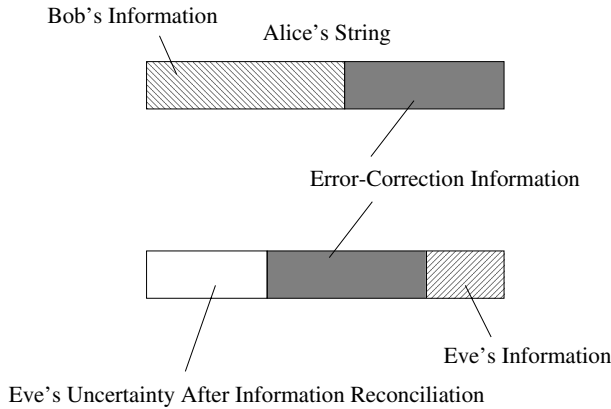 Bob's Information
Alice's String
Error-Correction Information
Eve's Information
Eve's Uncertainty After Information Reconciliation